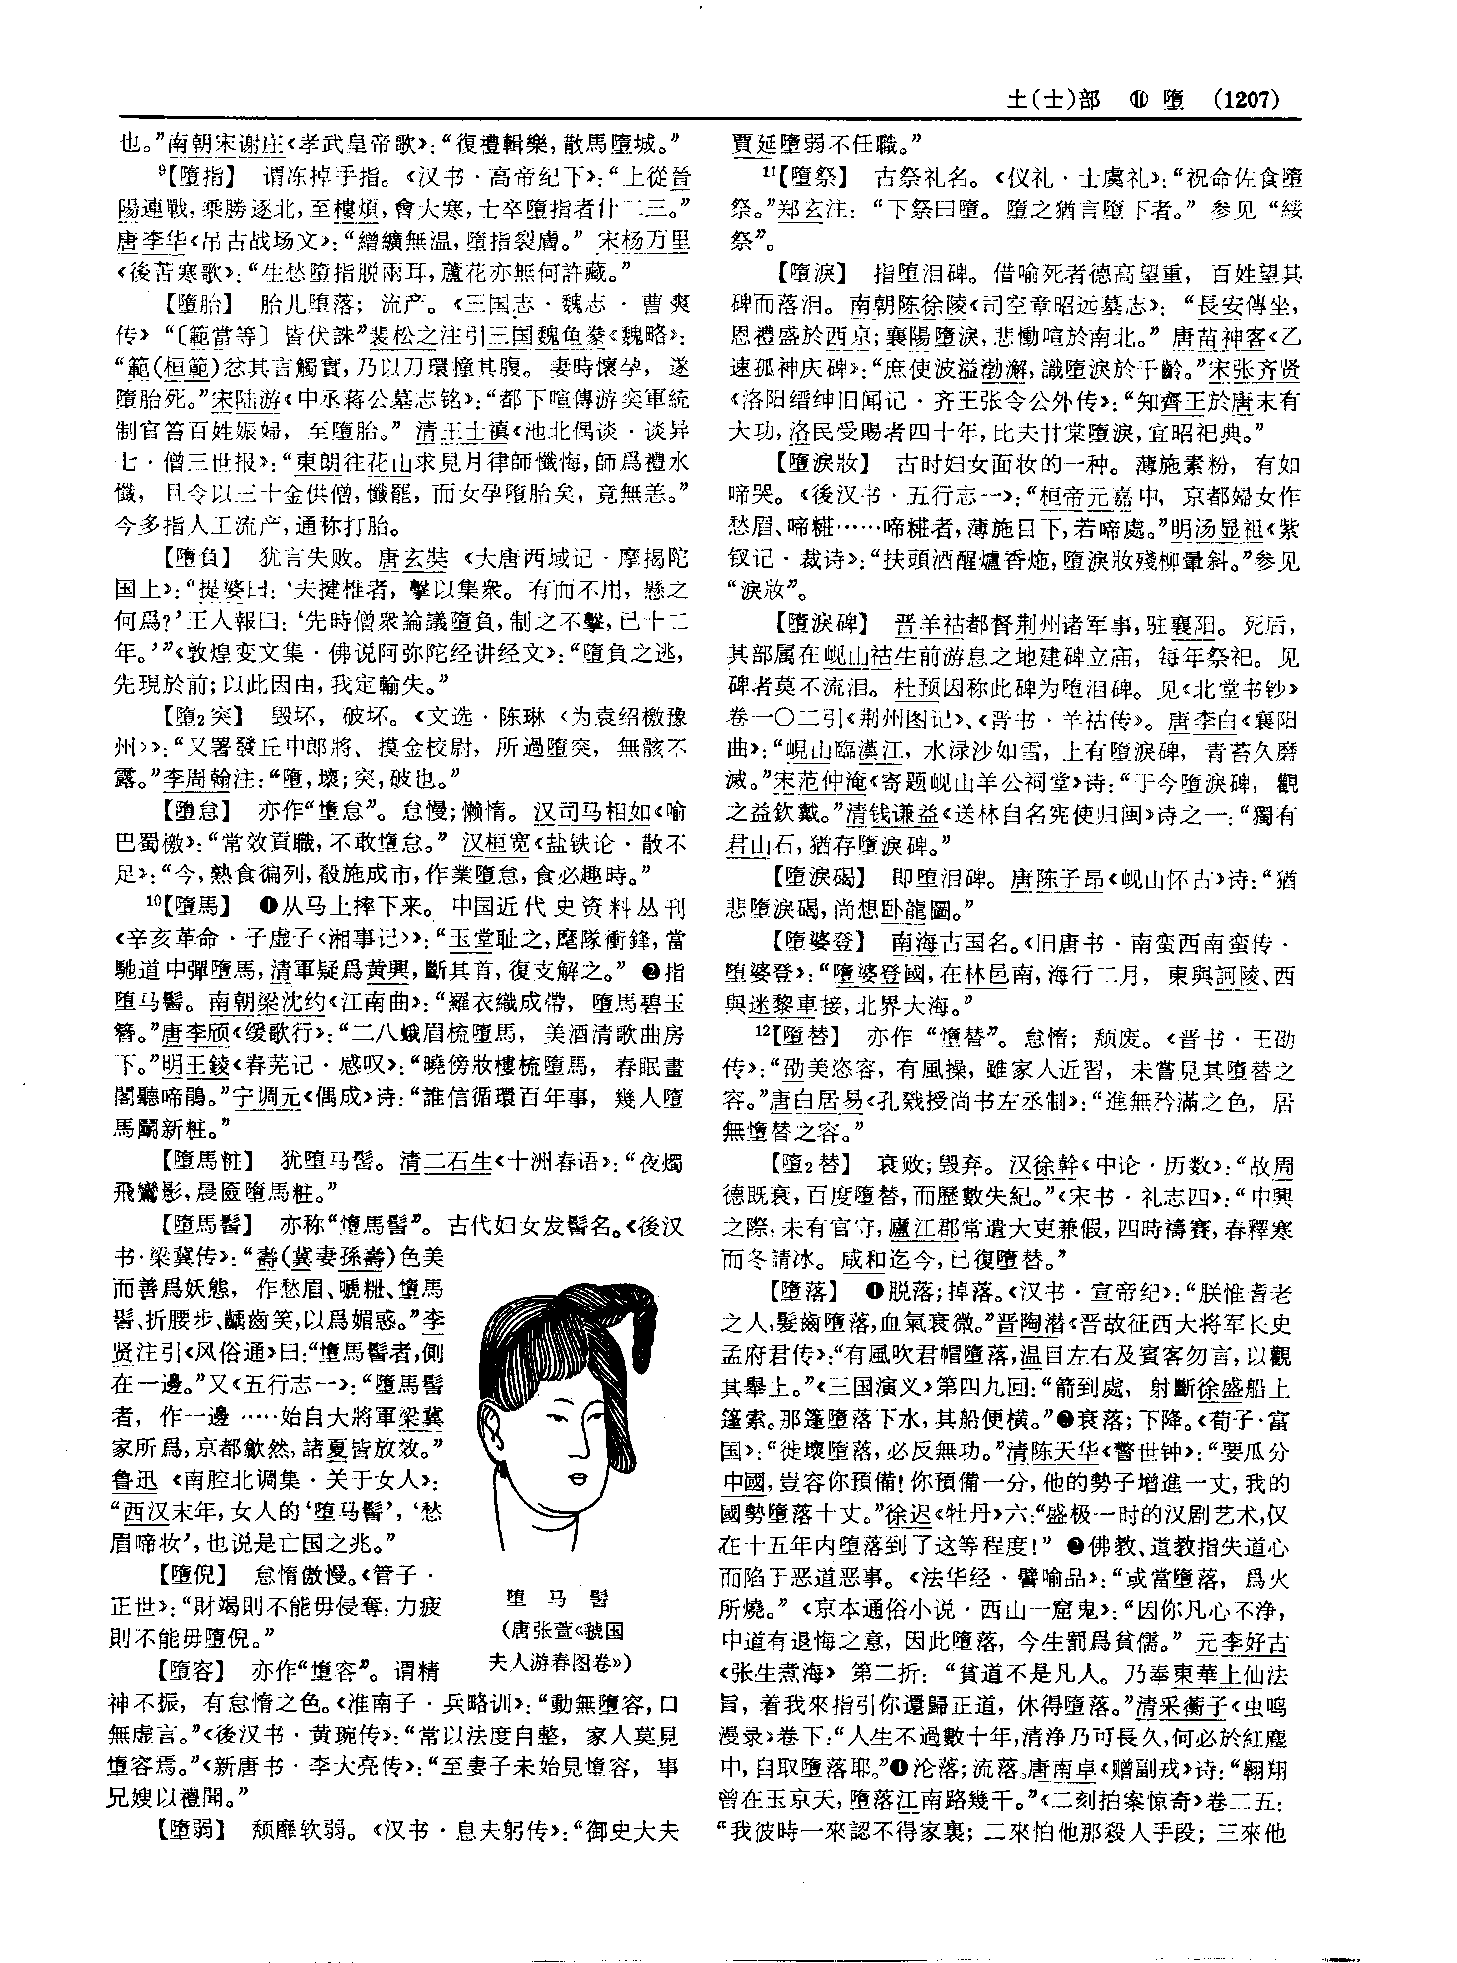 土(士)部　⑪ 墮　(1207)
也。”南朝宋谢庄《孝武皇帝歌》：“復禮輯樂，散馬墮城。”
⁹【墮指】　谓冻掉手指。《汉书·高帝纪下》：“上從晉
陽連戰，乘勝逐北，至樓煩，會大寒，士卒墮指者什二三。”
唐李华《吊古战场文》：“繒纊無温，墮指裂膚。”宋杨万里
《後苦寒歌》：“生愁墮指脱兩耳，蘆花亦無何許藏。”
【墮胎】　胎儿堕落；流产。《三国志·魏志·曹爽
传》“〔範當等〕皆伏誅”裴松之注引三国魏鱼豢《魏略》：
“範(桓範)忿其言觸實，乃以刀環撞其腹。妻時懷孕，遂
墮胎死。”宋陆游《中丞蒋公墓志铭》：“都下喧傳游奕軍統
制官笞百姓娠婦，至墮胎。”清王士禛《池北偶谈·谈异
七·僧三世报》：“東朗往花山求見月律師懺悔，師爲禮水
懺，且令以三十金供僧，懺罷，而女孕墮胎矣，竟無恙。”
今多指人工流产，通称打胎。
【墮負】　犹言失败。唐玄奘《大唐西域记·摩揭陀
国上》：“提婆曰：‘夫揵椎者，擊以集衆。有而不用，懸之
何爲？’王人報曰：‘先時僧衆論議墮負，制之不擊，已十二
年。’”《敦煌变文集·佛说阿弥陀经讲经文》：“墮負之逃，
先現於前；以此因由，我定輸失。”
【墮₂突】　毁坏，破坏。《文选·陈琳〈为袁绍檄豫
州〉》：“又署發丘中郎將、摸金校尉，所過墮突，無骸不
露。”李周翰注：“墮，壞；突，破也。”
【墮怠】　亦作“憜怠”。怠慢；懒惰。汉司马相如《喻
巴蜀檄》：“常效貢職，不敢憜怠。”汉桓宽《盐铁论·散不
足》：“今，熟食徧列，殽施成市，作業墮怠，食必趣時。”
¹⁰【墮馬】　❶从马上摔下来。中国近代史资料丛刊
《辛亥革命·子虚子〈湘事记〉》：“玉堂耻之，麾隊衝鋒，當
馳道中彈墮馬，清軍疑爲黄興，斷其首，復支解之。”❷指
堕马髻。南朝梁沈约《江南曲》：“羅衣織成帶，墮馬碧玉
簪。”唐李颀《缓歌行》：“二八蛾眉梳墮馬，美酒清歌曲房
下。”明王錂《春芜记·感叹》：“曉傍妝樓梳墮馬，春眠畫
閣聽啼鵑。”宁调元《偶成》诗：“誰信循環百年事，幾人墮
馬鬭新粧。”
【墮馬粧】　犹堕马髻。清二石生《十洲春语》：“夜燭
飛鸞影，晨匳墮馬粧。”
【墮馬髻】　亦称“憜馬髻”。古代妇女发髻名。《後汉
书·梁冀传》：“壽(冀妻孫壽)色美
而善爲妖態，作愁眉、嗁粧、憜馬
髻、折腰步、齲齒笑，以爲媚惑。”李
贤注引《风俗通》曰：“憜馬髻者，側
在一邊。”又《五行志一》：“墮馬髻
者，作一邊……始自大將軍梁冀
家所爲，京都歙然，諸夏皆放效。”
鲁迅《南腔北调集·关于女人》：
“西汉末年，女人的‘堕马髻’，‘愁
眉啼妆’，也说是亡国之兆。”
【墮倪】　怠惰傲慢。《管子·
正世》：“財竭則不能毋侵奪，力疲
則不能毋墮倪。”
【墮容】　亦作“憜容”。谓精
堕　马　髻
(唐张萱《虢国
夫人游春图卷》)
神不振，有怠惰之色。《淮南子·兵略训》：“動無墮容，口
無虚言。”《後汉书·黄琬传》：“常以法度自整，家人莫見
憜容焉。”《新唐书·李大亮传》：“至妻子未始見憜容，事
兄嫂以禮聞。”
【墮弱】　颓靡软弱。《汉书·息夫躬传》：“御史大夫
賈延墮弱不任職。”
¹¹【墮祭】　古祭礼名。《仪礼·士虞礼》：“祝命佐食墮
祭。”郑玄注：“下祭曰墮。墮之猶言墮下者。”参见“綏
祭”。
【墮淚】　指堕泪碑。借喻死者德高望重，百姓望其
碑而落泪。南朝陈徐陵《司空章昭远墓志》：“長安傳坐，
恩禮盛於西京；襄陽墮淚，悲慟喧於南北。”唐苗神客《乙
速孤神庆碑》：“庶使波溢渤澥，識墮淚於千齡。”宋张齐贤
《洛阳缙绅旧闻记·齐王张令公外传》：“知齊王於唐末有
大功，洛民受賜者四十年，比夫甘棠墮淚，宜昭祀典。”
【墮淚妝】　古时妇女面妆的一种。薄施素粉，有如
啼哭。《後汉书·五行志一》：“桓帝元嘉中，京都婦女作
愁眉、啼糚……啼糚者，薄施目下，若啼處。”明汤显祖《紫
钗记·裁诗》：“扶頭酒醒爐香炧，墮淚妝殘柳暈斜。”参见
“淚妝”。
【墮淚碑】　晋羊祜都督荆州诸军事，驻襄阳。死后，
其部属在岘山祜生前游息之地建碑立庙，每年祭祀。见
碑者莫不流泪。杜预因称此碑为堕泪碑。见《北堂书钞》
卷一〇二引《荆州图记》、《晋书·羊祜传》。唐李白《襄阳
曲》：“峴山臨漢江，水渌沙如雪，上有墮淚碑，青苔久磨
滅。”宋范仲淹《寄题岘山羊公祠堂》诗：“于今墮淚碑，觀
之益欽戴。”清钱谦益《送林自名宪使归闽》诗之一：“獨有
君山石，猶存墮淚碑。”
【墮淚碣】　即堕泪碑。唐陈子昂《岘山怀古》诗：“猶
悲墮淚碣，尚想卧龍圖。”
【墮婆登】　南海古国名。《旧唐书·南蛮西南蛮传·
堕婆登》：“墮婆登國，在林邑南，海行二月，東與訶陵、西
與迷黎車接，北界大海。”
¹²【墮替】　亦作“憜替”。怠惰；颓废。《晋书·王劭
传》：“劭美恣容，有風操，雖家人近習，未嘗見其墮替之
容。”唐白居易《孔戣授尚书左丞制》：“進無矜滿之色，居
無憜替之容。”
【墮₂替】　衰败；毁弃。汉徐幹《中论·历数》：“故周
德既衰，百度墮替，而歷數失紀。”《宋书·礼志四》：“中興
之際，未有官守，廬江郡常遣大吏兼假，四時禱賽，春釋寒
而冬請冰。咸和迄今，已復墮替。”
【墮落】　❶脱落；掉落。《汉书·宣帝纪》：“朕惟耆老
之人，髮齒墮落，血氣衰微。”晋陶潜《晋故征西大将军长史
孟府君传》：“有風吹君帽墮落，温目左右及賓客勿言，以觀
其舉止。”《三国演义》第四九回：“箭到處，射斷徐盛船上
篷索。那篷墮落下水，其船便横。”❷衰落；下降。《荀子·富
国》：“徙壞墮落，必反無功。”清陈天华《警世钟》：“要瓜分
中國，豈容你預備！你預備一分，他的勢子增進一丈，我的
國勢墮落十丈。”徐迟《牡丹》六：“盛极一时的汉剧艺术，仅
在十五年内堕落到了这等程度！”❸佛教、道教指失道心
而陷于恶道恶事。《法华经·譬喻品》：“或當墮落，爲火
所燒。”《京本通俗小说·西山一窟鬼》：“因你凡心不净，
中道有退悔之意，因此墮落，今生罰爲貧儒。”元李好古
《张生煮海》第二折：“貧道不是凡人。乃奉東華上仙法
旨，着我來指引你還歸正道，休得墮落。”清采蘅子《虫鸣
漫录》卷下：“人生不過數十年，清浄乃可長久，何必於紅塵
中，自取墮落耶。”❹沦落；流落。唐南卓《赠副戎》诗：“翱翔
曾在玉京天，墮落江南路幾千。”《二刻拍案惊奇》卷二五：
“我彼時一來認不得家裏；二來怕他那殺人手段；三來他